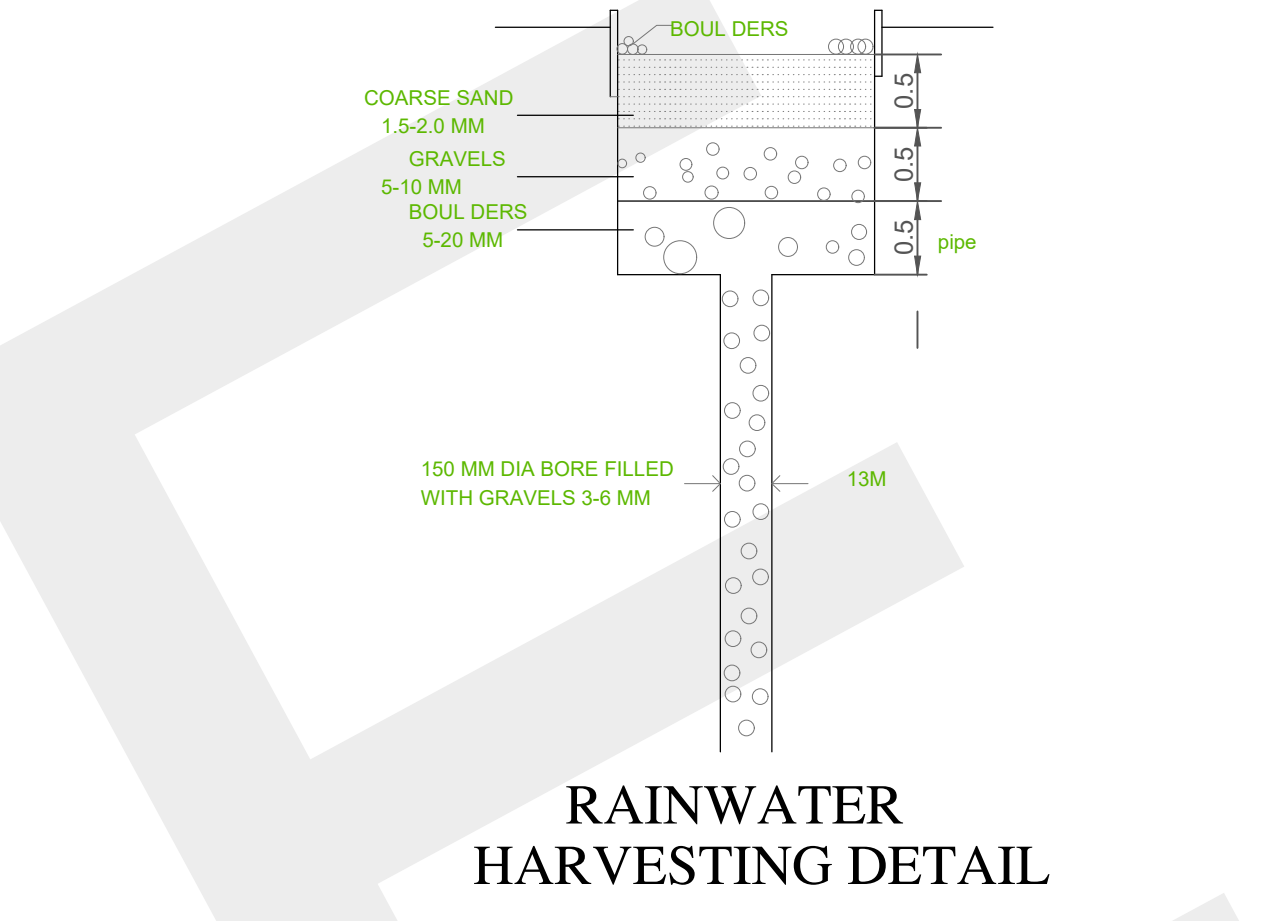 BOUL DERS
0.5
COARSE SAND
1.5-2.0 MM
GRAVELS
5-10 MM
0.5
BOUL DERS
5-20 MM
0.5
pipe
150 MM DIA BORE FILLED
WITH GRAVELS 3-6 MM
13M
RAINWATER
HARVESTING DETAIL